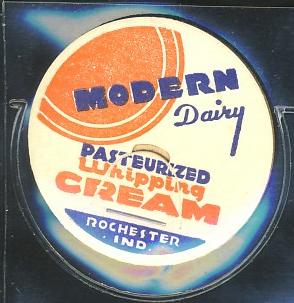 MODERN
Dairy
PASTEURIZED
Whipping
CREAM
ROCHESTER
IND.